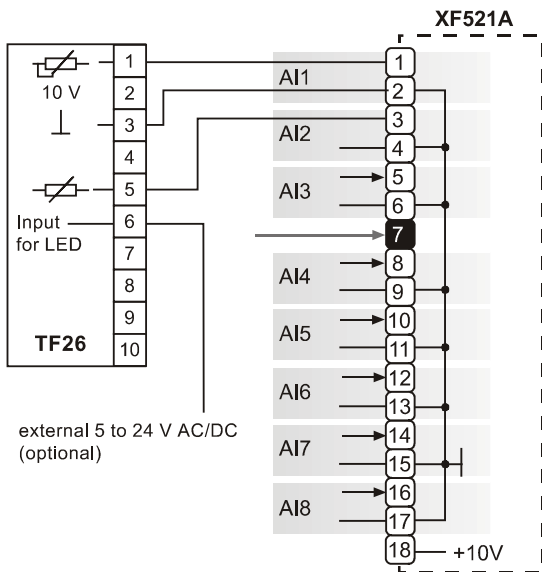 XF521A
1
2
3
4
5
6
7
8
9
10
10 V
Input
for LED
TF26
external 5 to 24 V AC/DC
(optional)
AI1
AI2
AI3
AI4
AI5
AI6
AI7
AI8
1
2
3
4
5
6
7
8
9
10
11
12
13
14
15
16
17
18
+10V